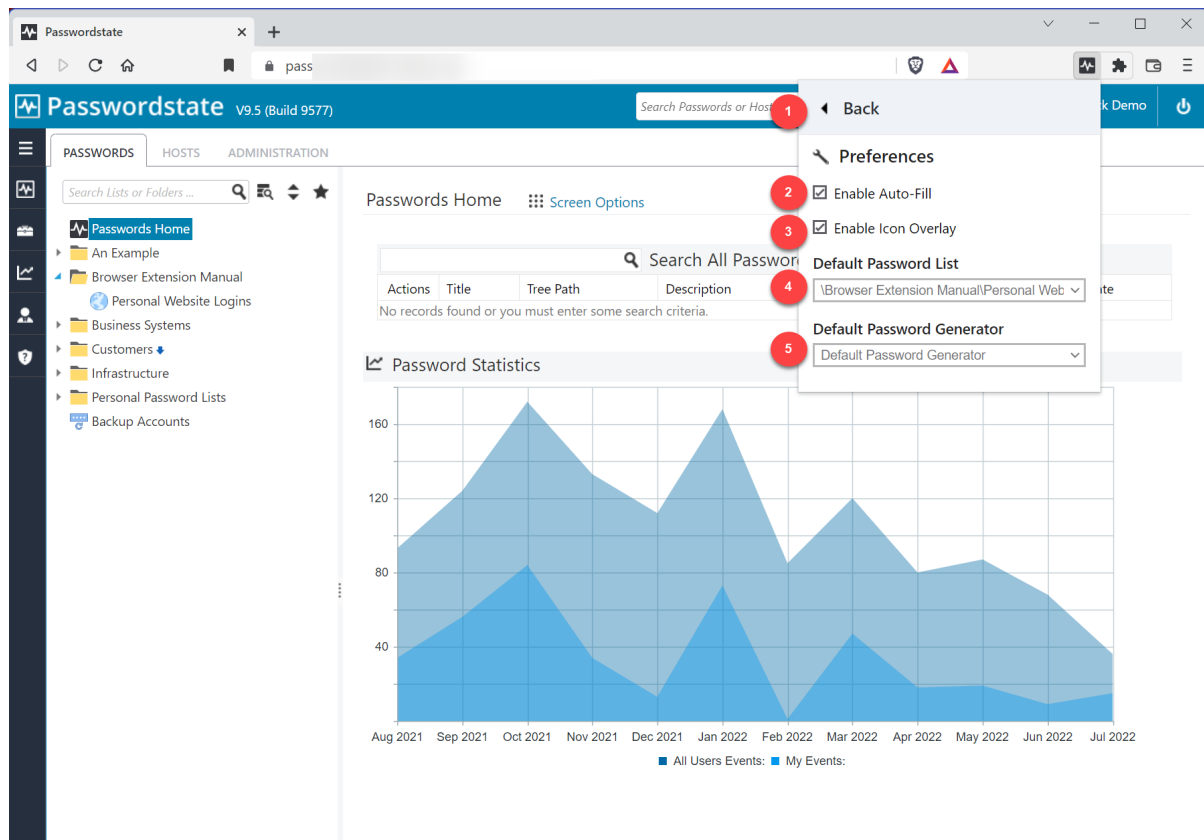 Passwordstate
pass
Passwordstate V9.5 (Build 9577)
Search Passwords or Host
k Demo
1
Back
PASSWORDS HOSTS ADMINISTRATION
Preferences
Search Lists or Folders ...
2
Enable Auto-Fill
Passwords Home
Screen Options
3
Enable Icon Overlay
Passwords Home
An Example
Browser Extension Manual
Personal Website Logins
Business Systems
Customers
Infrastructure
Personal Password Lists
Backup Accounts
Search All Passwor
Default Password List
4
\Browser Extension Manual\Personal Web
Actions Title Tree Path Description
No records found or you must enter some search criteria.
Default Password Generator
5
Default Password Generator
Password Statistics
160
120
80
40
Aug 2021 Sep 2021 Oct 2021 Nov 2021 Dec 2021 Jan 2022 Feb 2022 Mar 2022 Apr 2022 May 2022 Jun 2022 Jul 2022
All Users Events: My Events: